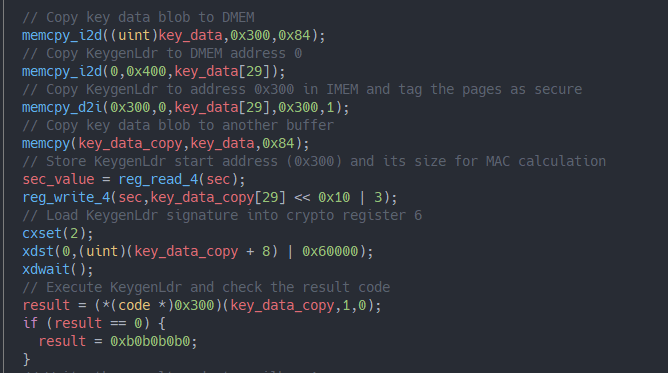 // Copy key data blob to DMEM
memcpy_i2d((uint)key_data,0x300,0x84);
// Copy KeygenLdr to DMEM address 0
memcpy_i2d(0,0x400,key_data[29]);
// Copy KeygenLdr to address 0x300 in IMEM and tag the pages as secure
memcpy_d2i(0x300,0,key_data[29],0x300,1);
// Copy key data blob to another buffer
memcpy(key_data_copy,key_data,0x84);
// Store KeygenLdr start address (0x300) and its size for MAC calculation
sec_value = reg_read_4(sec);
reg_write_4(sec,key_data_copy[29] << 0x10 | 3);
// Load KeygenLdr signature into crypto register 6
cxset(2);
xdst(0,(uint)(key_data_copy + 8) | 0x60000);
xdwait();
// Execute KeygenLdr and check the result code
result = (*(code *)0x300)(key_data_copy,1,0);
if (result == 0) {
  result = 0xb0b0b0b0;
}